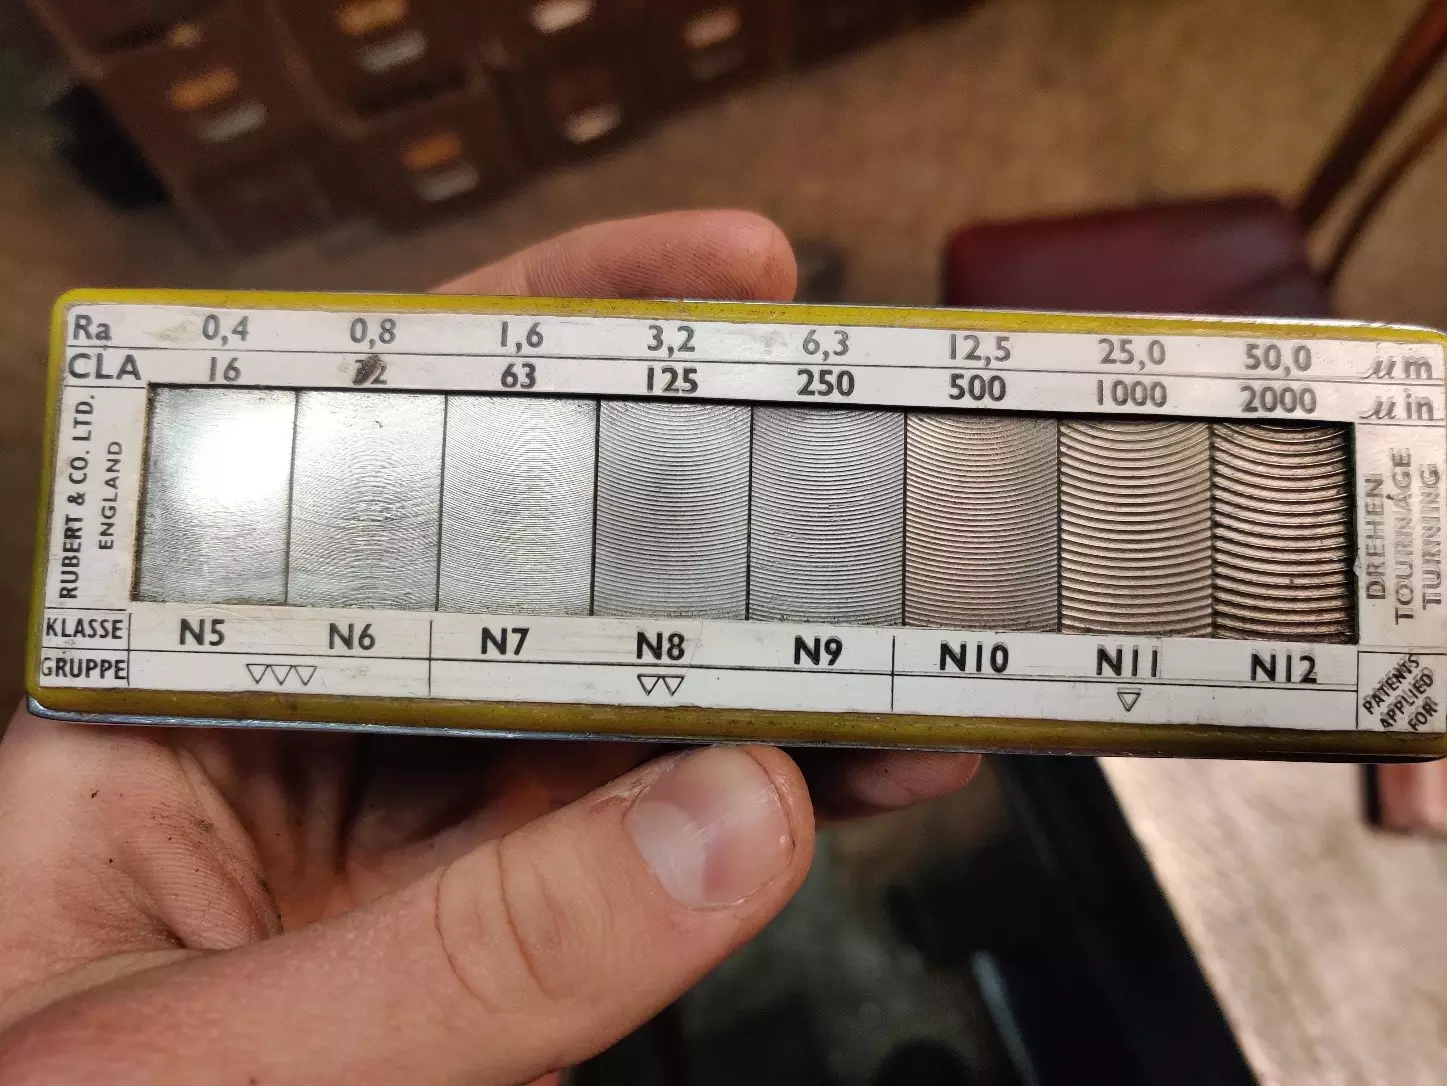 Ra 0,4 0,8 1,6 3,2 6,3 12,5 25,0 50,0 µm
CLA 16 32 63 125 250 500 1000 2000 µin
RUBERT & CO. LTD.
ENGLAND
DREHEN
TOURNAGE
TURNING
KLASSE N5 N6 N7 N8 N9 N10 N11 N12
GRUPPE ▽▽▽ ▽▽ ▽
PATENTS
APPLIED
FOR